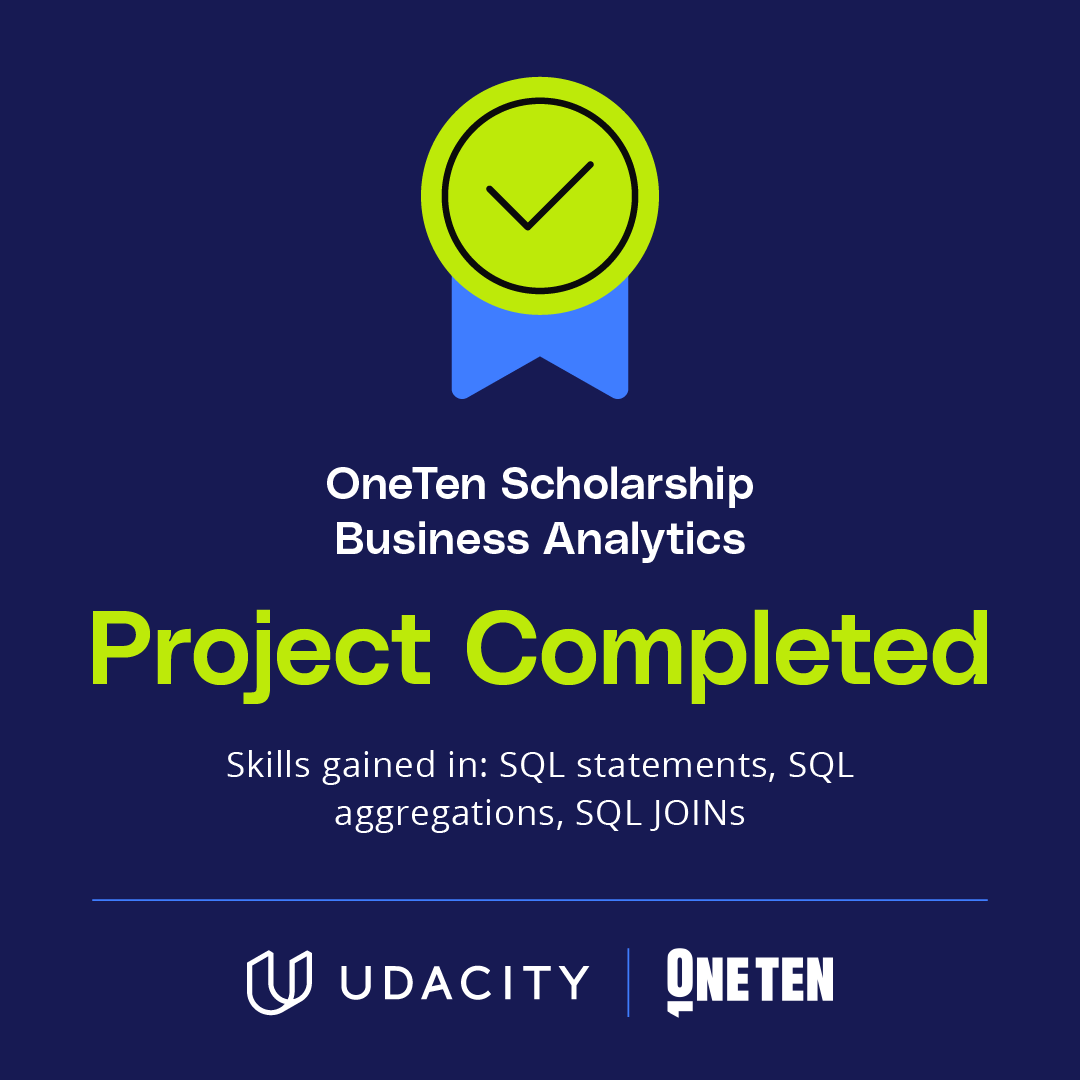 OneTen Scholarship
Business Analytics
Project Completed
Skills gained in: SQL statements, SQL
aggregations, SQL JOINs
UDACITY
ONE TEN